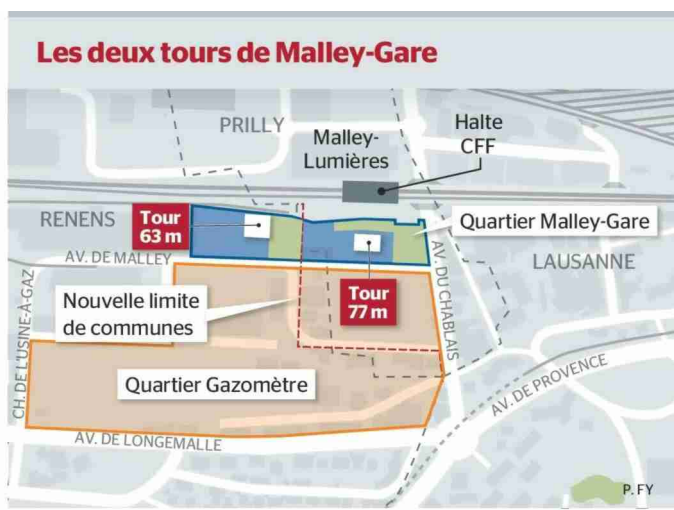 Les deux tours de Malley-Gare
PRILLY
Malley-
Lumières
Halte
CFF
RENENS
Tour
63 m
Quartier Malley-Gare
AV. DE MALLEY
LAUSANNE
Nouvelle limite
de communes
Tour
77 m
AV. DU CHABLAIS
CH. DE L'USINE-À-GAZ
Quartier Gazomètre
AV. DE PROVENCE
AV. DE LONGEMALLE
P. FY